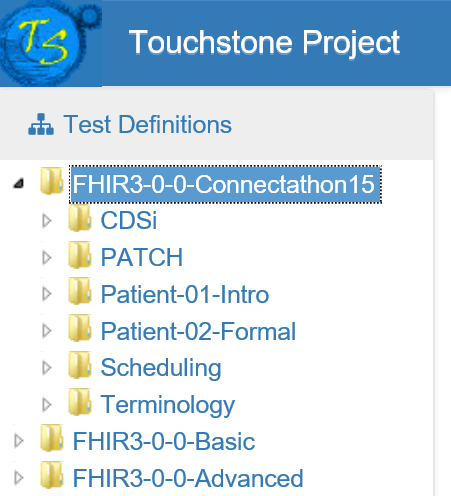 TS
Touchstone Project
Test Definitions
FHIR3-0-0-Connectathon15
CDSi
PATCH
Patient-01-Intro
Patient-02-Formal
Scheduling
Terminology
FHIR3-0-0-Basic
FHIR3-0-0-Advanced